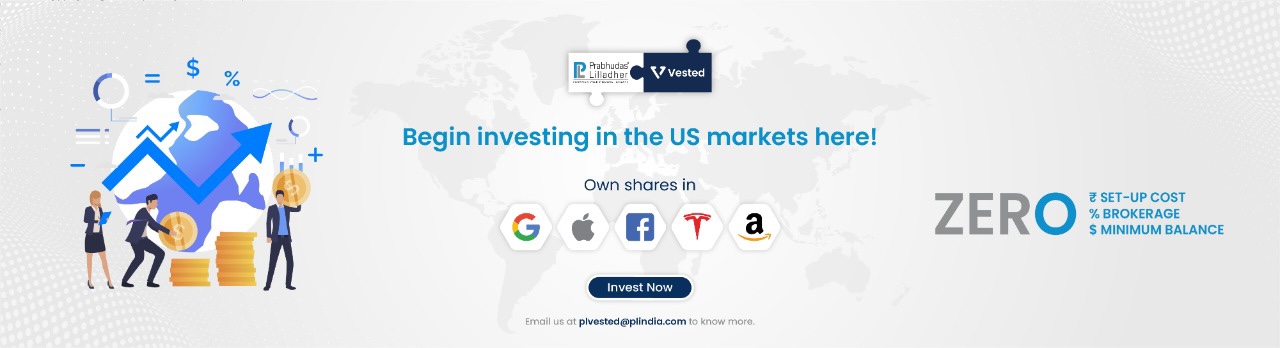 $
%
Prabhudas
Lilladher
Vested
Begin investing in the US markets here!
Own shares in
G
f
a
$
$
Invest Now
Email us at plvested@plindia.com to know more.
ZERO
₹ SET-UP COST
% BROKERAGE
$ MINIMUM BALANCE